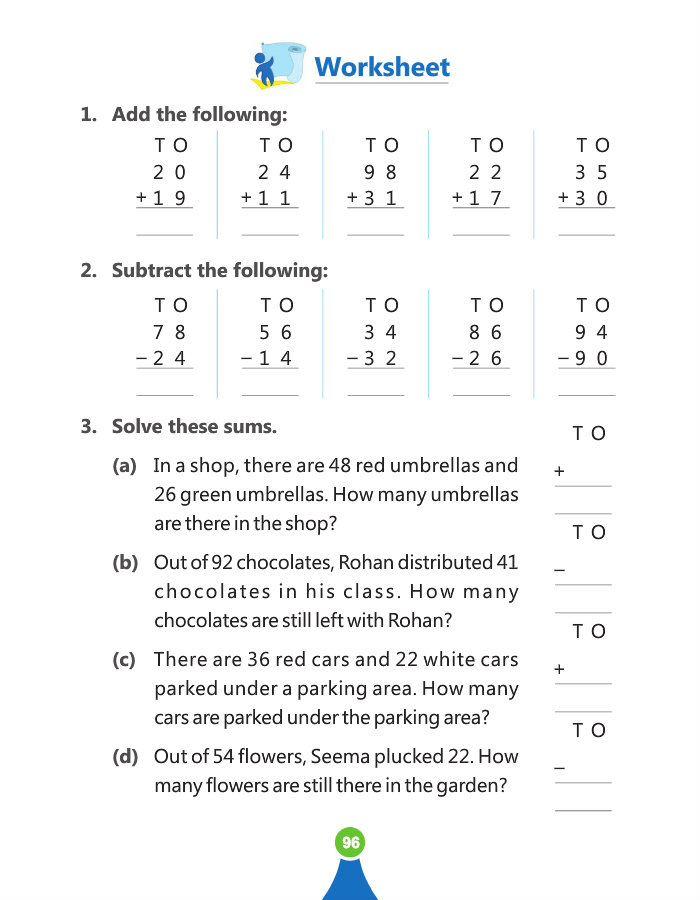 Worksheet
1. Add the following:
T O T O T O T O T O
2 0 2 4 9 8 2 2 3 5
+ 1 9 + 1 1 + 3 1 + 1 7 + 3 0
2. Subtract the following:
T O T O T O T O T O
7 8 5 6 3 4 8 6 9 4
– 2 4 – 1 4 – 3 2 – 2 6 – 9 0
3. Solve these sums.
T O
(a) In a shop, there are 48 red umbrellas and
+
26 green umbrellas. How many umbrellas
are there in the shop?
T O
(b) Out of 92 chocolates, Rohan distributed 41
–
chocolates in his class. How many
chocolates are still left with Rohan?
T O
(c) There are 36 red cars and 22 white cars
+
parked under a parking area. How many
cars are parked under the parking area?
T O
(d) Out of 54 flowers, Seema plucked 22. How
–
many flowers are still there in the garden?
96